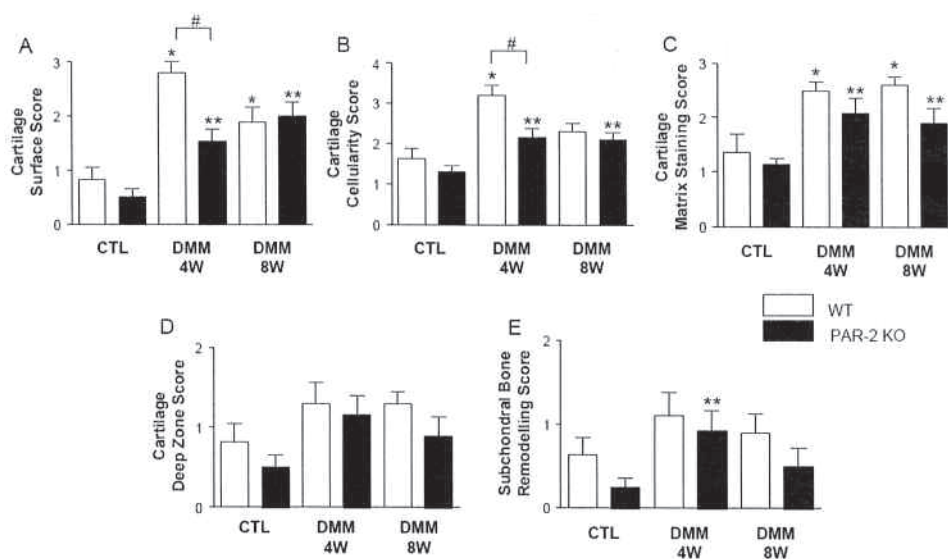 A
#
Cartilage
Surface Score
3
2
1
0
*
**
*
**
CTL
DMM
4W
DMM
8W
B
#
Cartilage
Cellularity Score
4
3
2
1
0
*
**
**
CTL
DMM
4W
DMM
8W
C
Cartilage
Matrix Staining Score
3
2
1
0
*
**
*
**
CTL
DMM
4W
DMM
8W
WT
PAR-2 KO
D
Cartilage
Deep Zone Score
2
1
0
CTL
DMM
4W
DMM
8W
E
Subchondral Bone
Remodelling Score
2
1
0
**
CTL
DMM
4W
DMM
8W